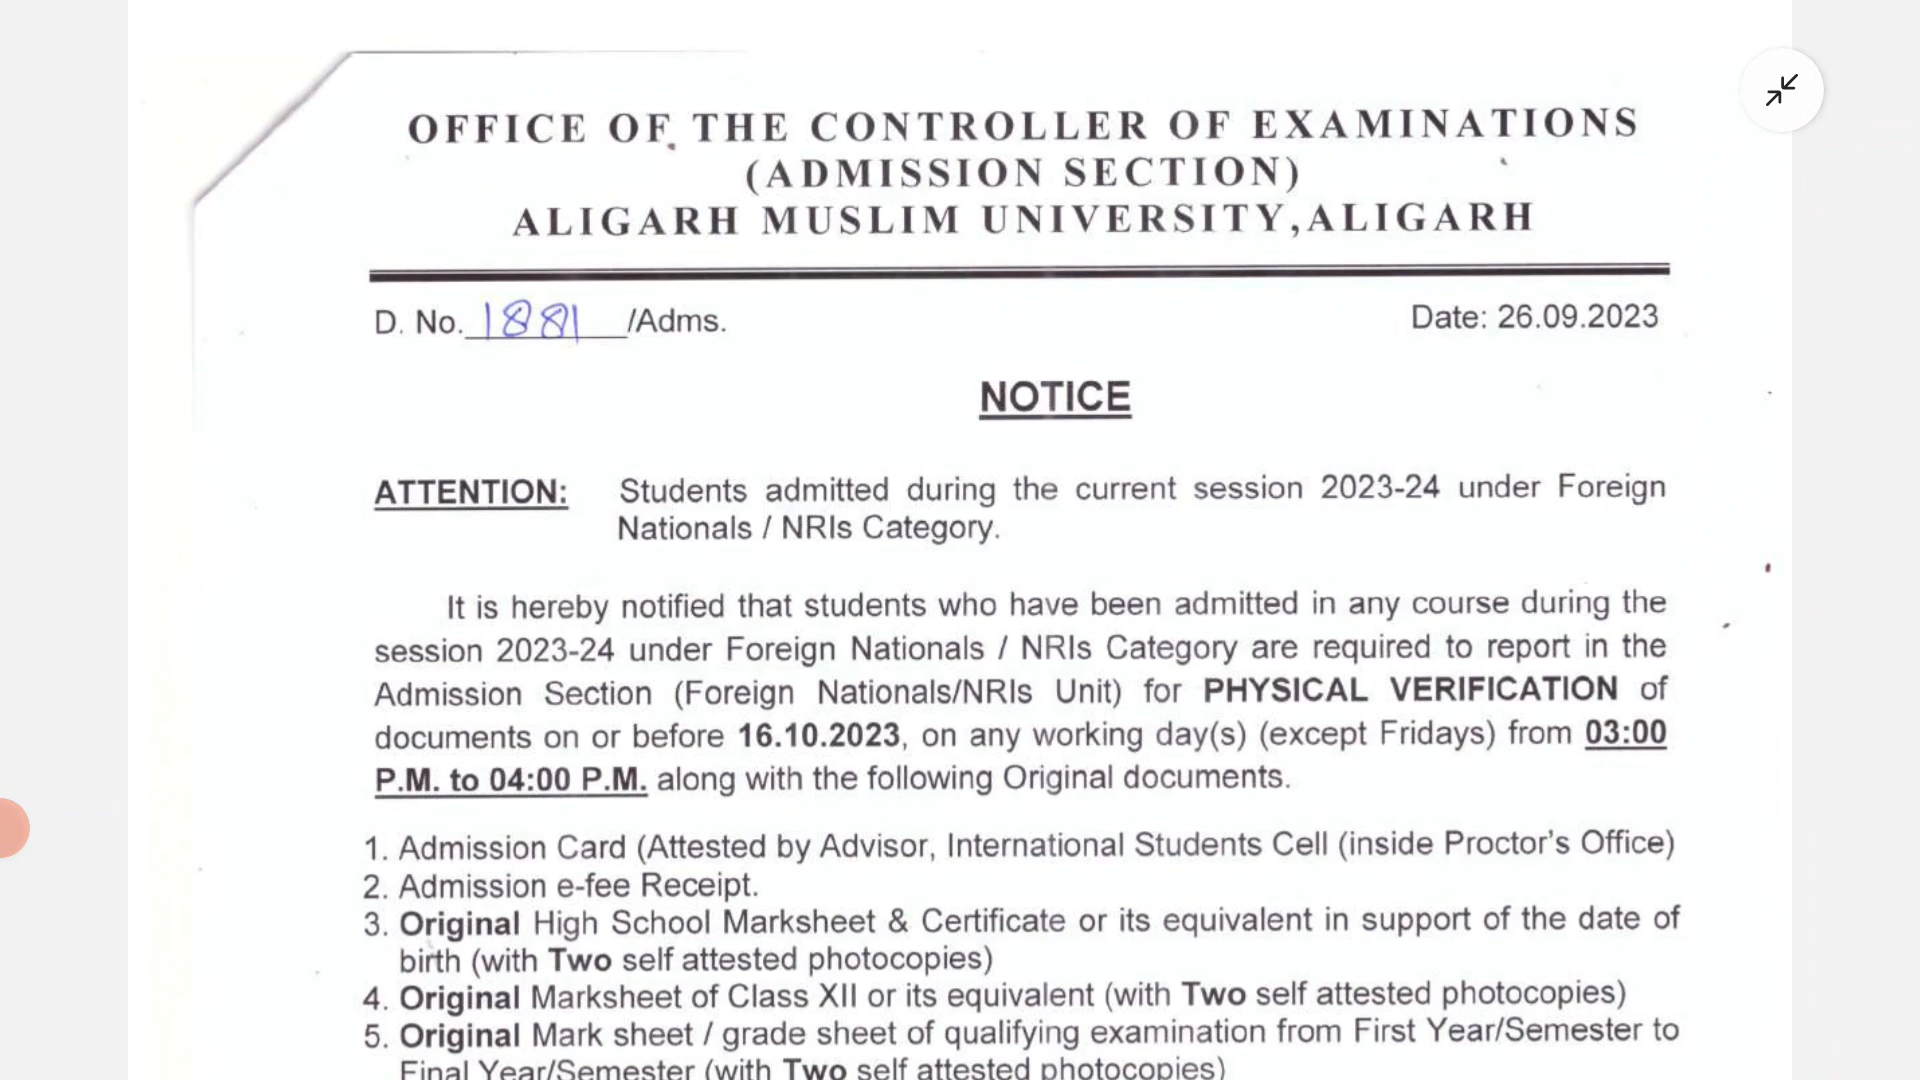 OFFICE OF THE CONTROLLER OF EXAMINATIONS
(ADMISSION SECTION)
ALIGARH MUSLIM UNIVERSITY,ALIGARH
D. No. 1881 /Adms.
Date: 26.09.2023
NOTICE
ATTENTION: Students admitted during the current session 2023-24 under Foreign
Nationals / NRIs Category.
It is hereby notified that students who have been admitted in any course during the
session 2023-24 under Foreign Nationals / NRIs Category are required to report in the
Admission Section (Foreign Nationals/NRIs Unit) for PHYSICAL VERIFICATION of
documents on or before 16.10.2023, on any working day(s) (except Fridays) from 03:00
P.M. to 04:00 P.M. along with the following Original documents.
1. Admission Card (Attested by Advisor, International Students Cell (inside Proctor's Office)
2. Admission e-fee Receipt.
3. Original High School Marksheet & Certificate or its equivalent in support of the date of
birth (with Two self attested photocopies)
4. Original Marksheet of Class XII or its equivalent (with Two self attested photocopies)
5. Original Mark sheet / grade sheet of qualifying examination from First Year/Semester to
Final Year/Semester (with Two self attested photocopies)